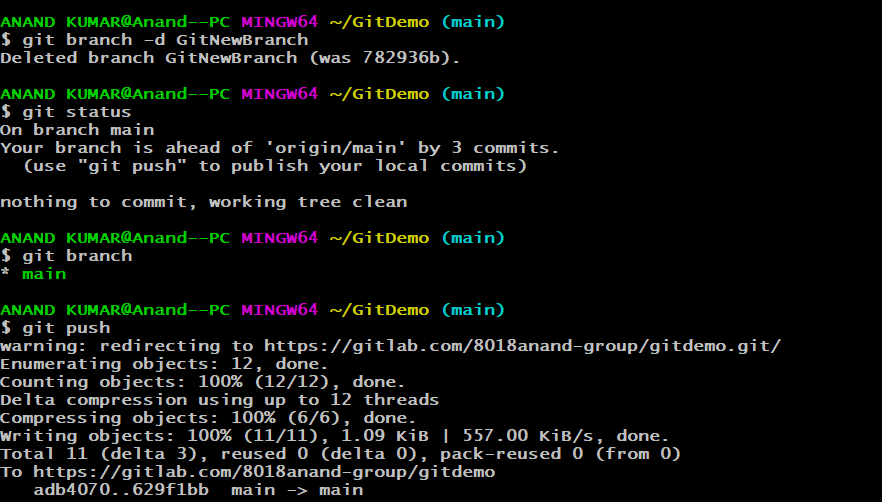 ANAND KUMAR@Anand--PC MINGW64 ~/GitDemo (main)
$ git branch -d GitNewBranch
Deleted branch GitNewBranch (was 782936b).
ANAND KUMAR@Anand--PC MINGW64 ~/GitDemo (main)
$ git status
On branch main
Your branch is ahead of 'origin/main' by 3 commits.
(use "git push" to publish your local commits)
nothing to commit, working tree clean
ANAND KUMAR@Anand--PC MINGW64 ~/GitDemo (main)
$ git branch
* main
ANAND KUMAR@Anand--PC MINGW64 ~/GitDemo (main)
$ git push
warning: redirecting to https://gitlab.com/8018anand-group/gitdemo.git/
Enumerating objects: 12, done.
Counting objects: 100% (12/12), done.
Delta compression using up to 12 threads
Compressing objects: 100% (6/6), done.
Writing objects: 100% (11/11), 1.09 KiB | 557.00 KiB/s, done.
Total 11 (delta 3), reused 0 (delta 0), pack-reused 0 (from 0)
To https://gitlab.com/8018anand-group/gitdemo
adb4070..629f1bb  main -> main